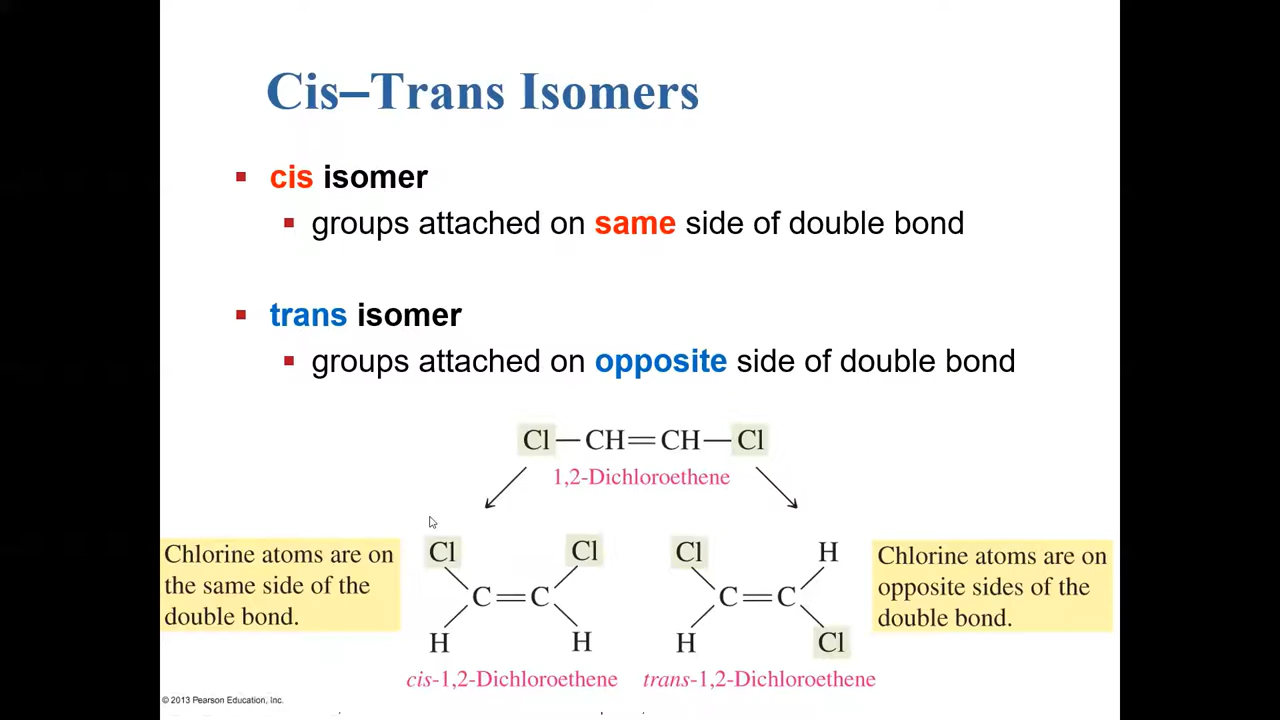 Cis–Trans Isomers
▪ cis isomer
▪ groups attached on same side of double bond
▪ trans isomer
▪ groups attached on opposite side of double bond
Cl—CH=CH—Cl
1,2-Dichloroethene
Chlorine atoms are on
the same side of the
double bond.
Cl Cl
C=C
H H
cis-1,2-Dichloroethene
Cl H
C=C
H Cl
trans-1,2-Dichloroethene
Chlorine atoms are on
opposite sides of the
double bond.
© 2013 Pearson Education, Inc.